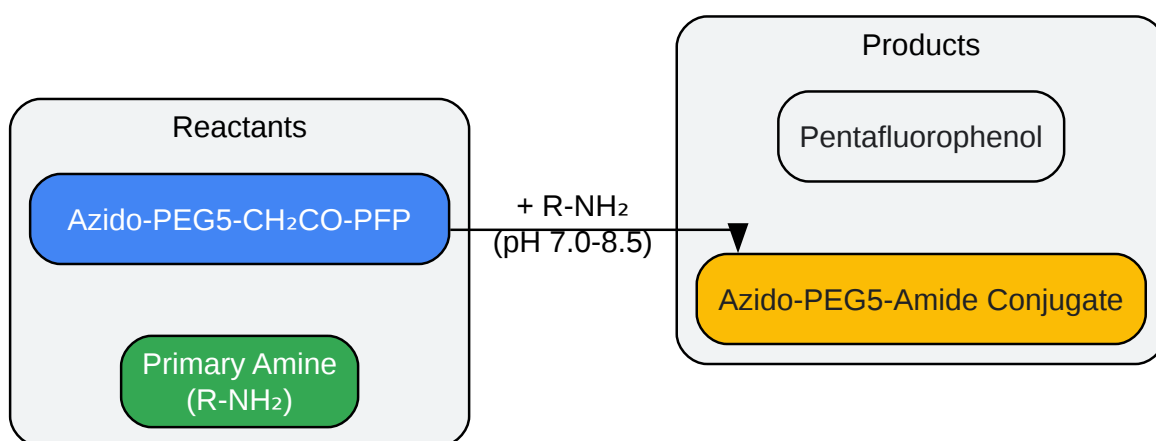 Reactants
Azido-PEG5-CH₂CO-PFP
Primary Amine
(R-NH₂)
+ R-NH₂
(pH 7.0-8.5)
Products
Pentafluorophenol
Azido-PEG5-Amide Conjugate